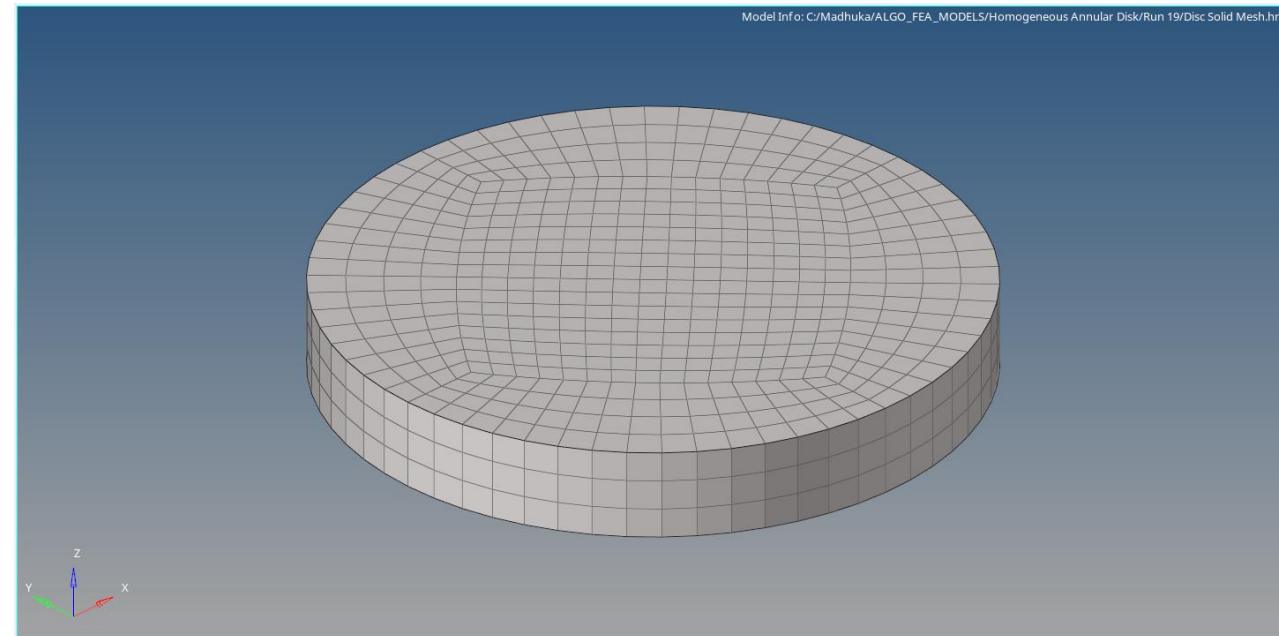 Model Info: C:/Madhuka/ALGO_FEA_MODELS/Homogeneous Annular Disk/Run 19/Disc Solid Mesh.hm
Z
Y
X